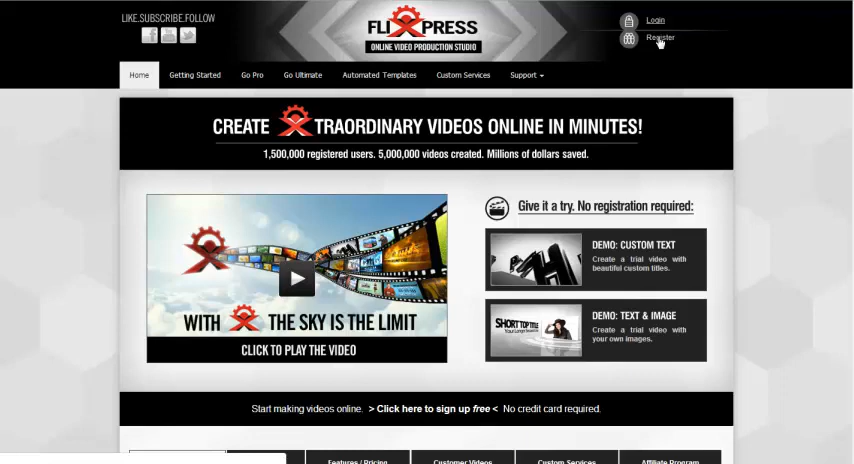 LIKE.SUBSCRIBE.FOLLOW
FLIXPRESS
ONLINE VIDEO PRODUCTION STUDIO
Login
Register
Home Getting Started Go Pro Go Ultimate Automated Templates Custom Services Support
CREATE XTRAORDINARY VIDEOS ONLINE IN MINUTES!
1,500,000 registered users. 5,000,000 videos created. Millions of dollars saved.
WITH X THE SKY IS THE LIMIT
CLICK TO PLAY THE VIDEO
Give it a try. No registration required:
DEMO: CUSTOM TEXT
Create a trial video with
beautiful custom titles.
SHORT TOP TITLE
DEMO: TEXT & IMAGE
Create a trial video with
your own images.
Start making videos online. > Click here to sign up free < No credit card required.
Features / Pricing Customer Videos Custom Services Affiliate Program